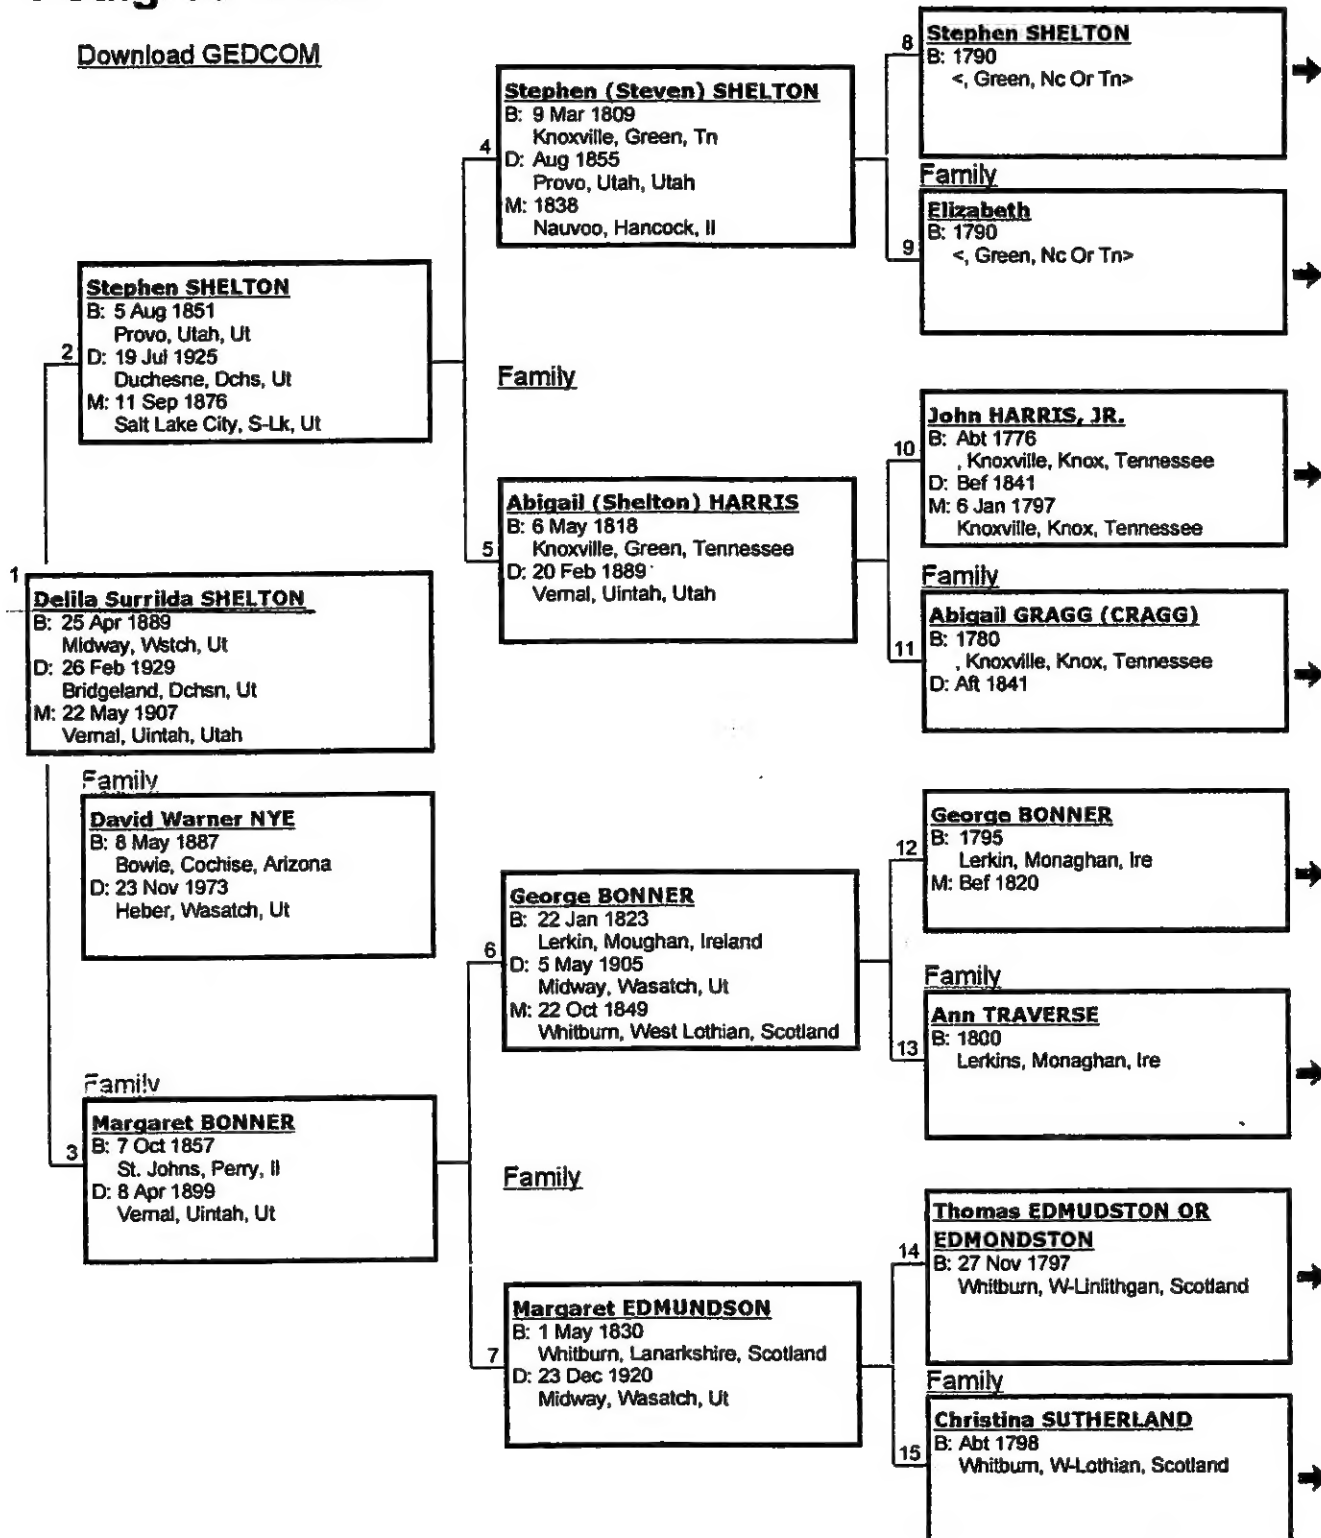 Download GEDCOM
8
Stephen SHELTON
B: 1790
<, Green, Nc Or Tn>
Family
9
Elizabeth
B: 1790
<, Green, Nc Or Tn>
4
Stephen (Steven) SHELTON
B: 9 Mar 1809
Knoxville, Green, Tn
D: Aug 1855
Provo, Utah, Utah
M: 1838
Nauvoo, Hancock, Il
2
Stephen SHELTON
B: 5 Aug 1851
Provo, Utah, Ut
D: 19 Jul 1925
Duchesne, Dchs, Ut
M: 11 Sep 1876
Salt Lake City, S-Lk, Ut
Family
10
John HARRIS, JR.
B: Abt 1776
, Knoxville, Knox, Tennessee
D: Bef 1841
M: 6 Jan 1797
Knoxville, Knox, Tennessee
5
Abigail (Shelton) HARRIS
B: 6 May 1818
Knoxville, Green, Tennessee
D: 20 Feb 1889
Vernal, Uintah, Utah
Family
11
Abigail GRAGG (CRAGG)
B: 1780
, Knoxville, Knox, Tennessee
D: Aft 1841
1
Delila Surrilda SHELTON
B: 25 Apr 1889
Midway, Wstch, Ut
D: 26 Feb 1929
Bridgeland, Dchsn, Ut
M: 22 May 1907
Vernal, Uintah, Utah
Family
David Warner NYE
B: 8 May 1887
Bowie, Cochise, Arizona
D: 23 Nov 1973
Heber, Wasatch, Ut
12
George BONNER
B: 1795
Lerkin, Monaghan, Ire
M: Bef 1820
6
George BONNER
B: 22 Jan 1823
Lerkin, Moughan, Ireland
D: 5 May 1905
Midway, Wasatch, Ut
M: 22 Oct 1849
Whitburn, West Lothian, Scotland
Family
13
Ann TRAVERSE
B: 1800
Lerkins, Monaghan, Ire
Family
3
Margaret BONNER
B: 7 Oct 1857
St. Johns, Perry, Il
D: 8 Apr 1899
Vernal, Uintah, Ut
Family
14
Thomas EDMUDSTON OR
EDMONDSTON
B: 27 Nov 1797
Whitburn, W-Linlithgan, Scotland
7
Margaret EDMUNDSON
B: 1 May 1830
Whitburn, Lanarkshire, Scotland
D: 23 Dec 1920
Midway, Wasatch, Ut
Family
15
Christina SUTHERLAND
B: Abt 1798
Whitburn, W-Lothian, Scotland